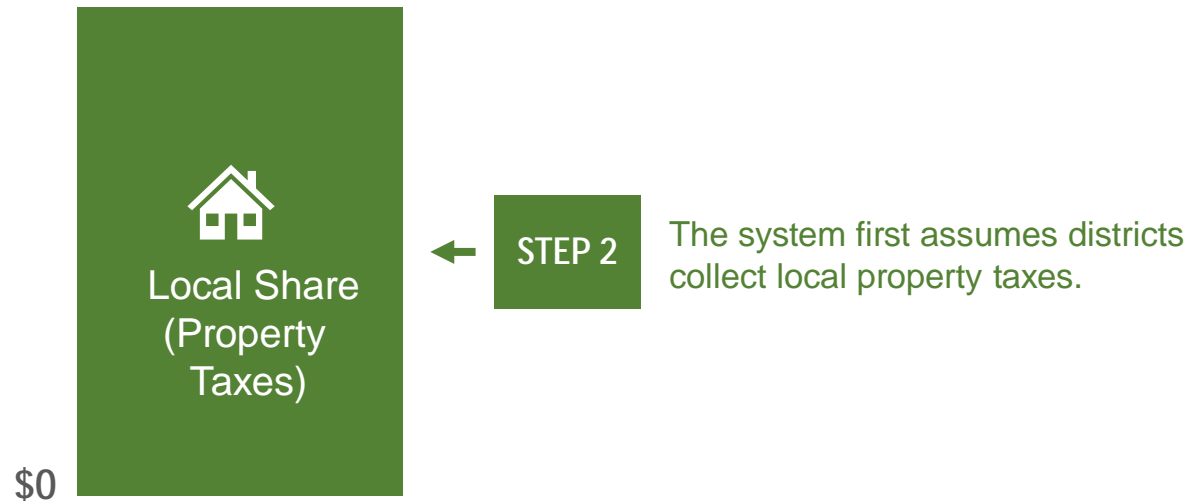 Local Share
(Property
Taxes)
STEP 2
The system first assumes districts
collect local property taxes.
$0